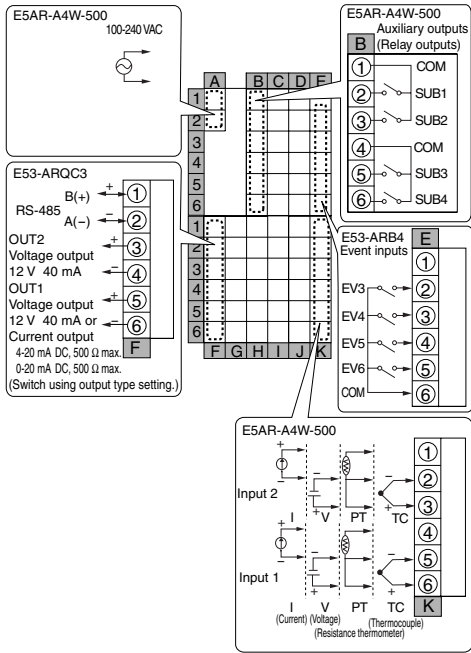 E5AR-A4W-500
100-240 VAC
A B C D E
1
2
3
4
5
6
1
2
3
4
5
6
F G H I J K
E5AR-A4W-500
Auxiliary outputs
(Relay outputs)
B
1 COM
2 SUB1
3 SUB2
4 COM
5 SUB3
6 SUB4
E53-ARQC3
RS-485
B(+) + 1
A(−) − 2
OUT2
Voltage output
12 V 40 mA
+ 3
− 4
OUT1
Voltage output
12 V 40 mA or
Current output
+ 5
− 6
4-20 mA DC, 500 Ω max.
0-20 mA DC, 500 Ω max.
(Switch using output type setting.)
F
E53-ARB4
Event inputs
E
1
EV3 2
EV4 3
EV5 4
EV6 5
COM 6
E5AR-A4W-500
Input 2
+ − − + − +
I V PT TC
1
2
3
Input 1
+ − − + − +
4
5
6
I V PT TC K
(Current) (Voltage) (Thermocouple)
(Resistance thermometer)